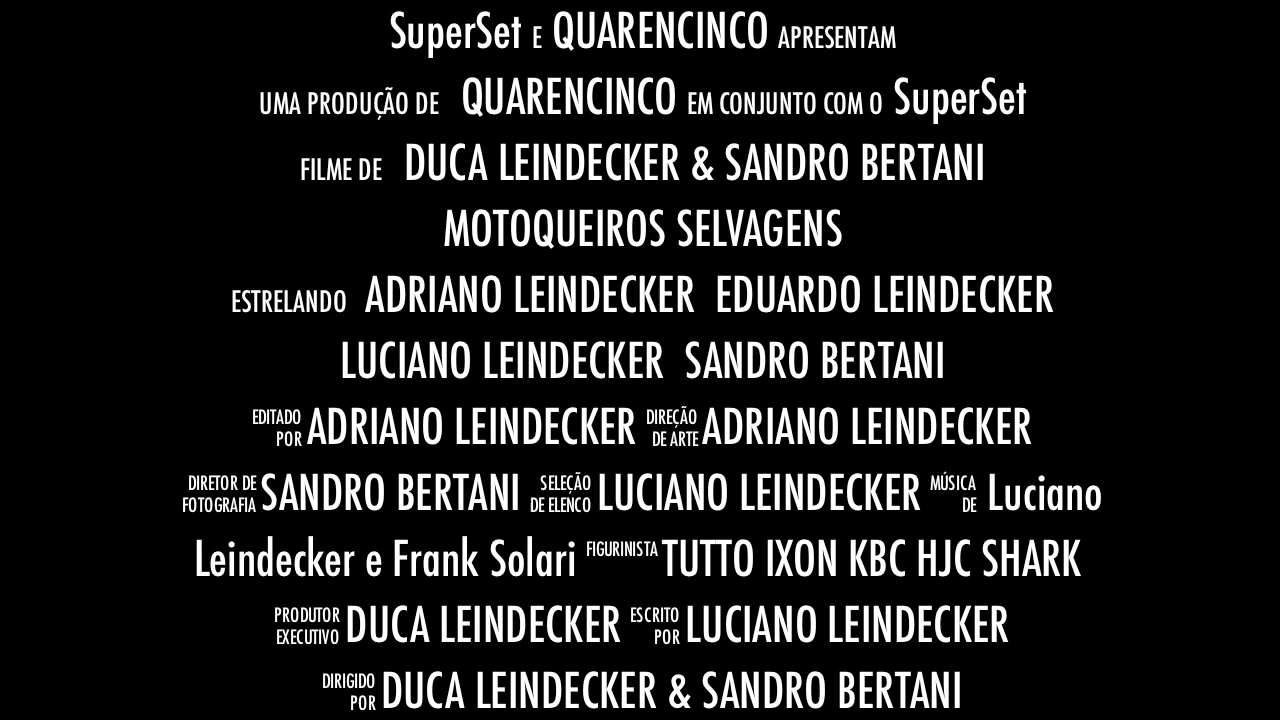 SuperSet E QUARENCINCO APRESENTAM
UMA PRODUÇÃO DE QUARENCINCO EM CONJUNTO COM O SuperSet
FILME DE DUCA LEINDECKER & SANDRO BERTANI
MOTOQUEIROS SELVAGENS
ESTRELANDO ADRIANO LEINDECKER EDUARDO LEINDECKER
LUCIANO LEINDECKER SANDRO BERTANI
EDITADO POR ADRIANO LEINDECKER DIREÇÃO DE ARTE ADRIANO LEINDECKER
DIRETOR DE FOTOGRAFIA SANDRO BERTANI SELEÇÃO DE ELENCO LUCIANO LEINDECKER MÚSICA DE Luciano
Leindecker e Frank Solari FIGURINISTA TUTTO IXON KBC HJC SHARK
PRODUTOR EXECUTIVO DUCA LEINDECKER ESCRITO POR LUCIANO LEINDECKER
DIRIGIDO POR DUCA LEINDECKER & SANDRO BERTANI